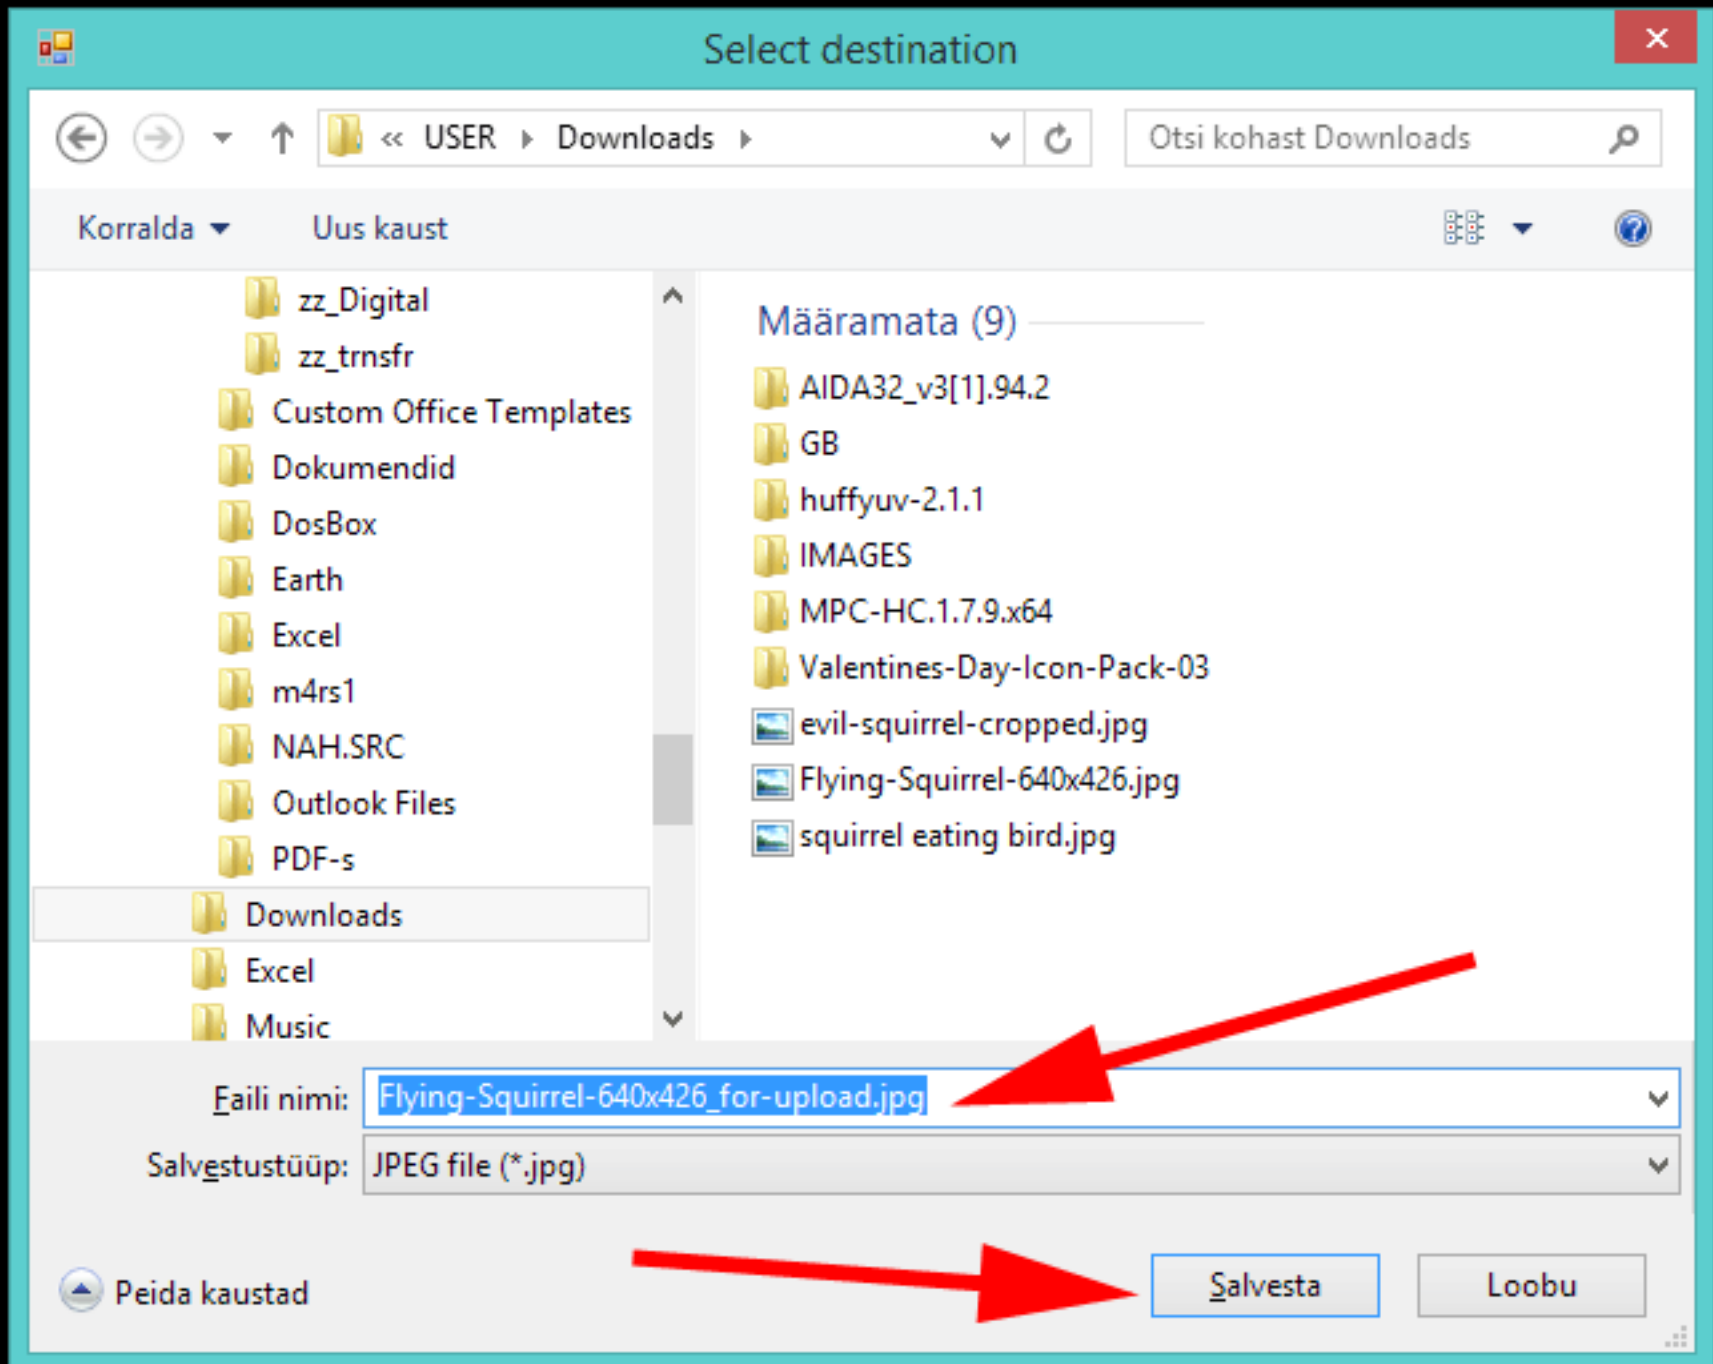 Select destination
« USER Downloads
Otsi kohast Downloads
Korralda
Uus kaust
zz_Digital
zz_trnsfr
Custom Office Templates
Dokumendid
DosBox
Earth
Excel
m4rs1
NAH.SRC
Outlook Files
PDF-s
Downloads
Excel
Music
Määramata (9)
AIDA32_v3[1].94.2
GB
huffyuv-2.1.1
IMAGES
MPC-HC.1.7.9.x64
Valentines-Day-Icon-Pack-03
evil-squirrel-cropped.jpg
Flying-Squirrel-640x426.jpg
squirrel eating bird.jpg
Faili nimi: Flying-Squirrel-640x426_for-upload.jpg
Salvestustüüp: JPEG file (*.jpg)
Peida kaustad
Salvesta
Loobu